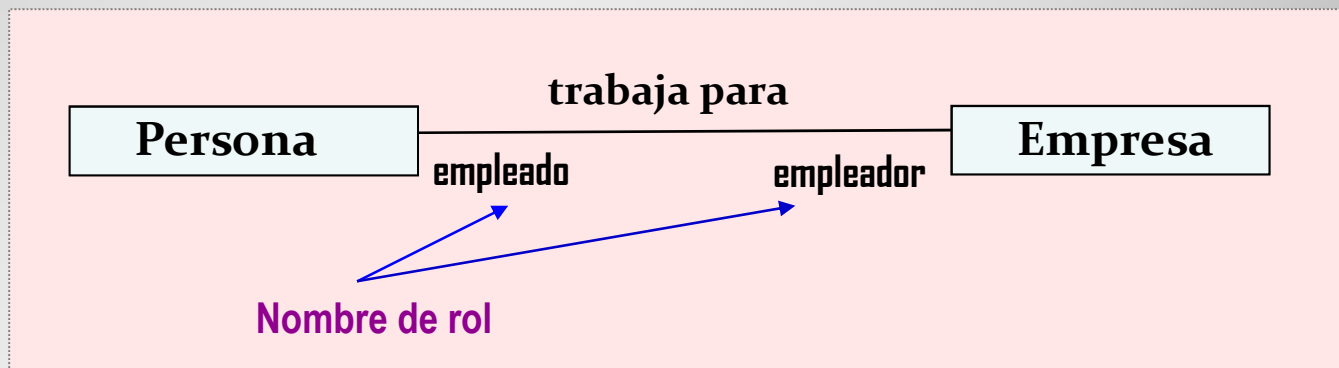 trabaja para
Persona
Empresa
empleado
empleador
Nombre de rol